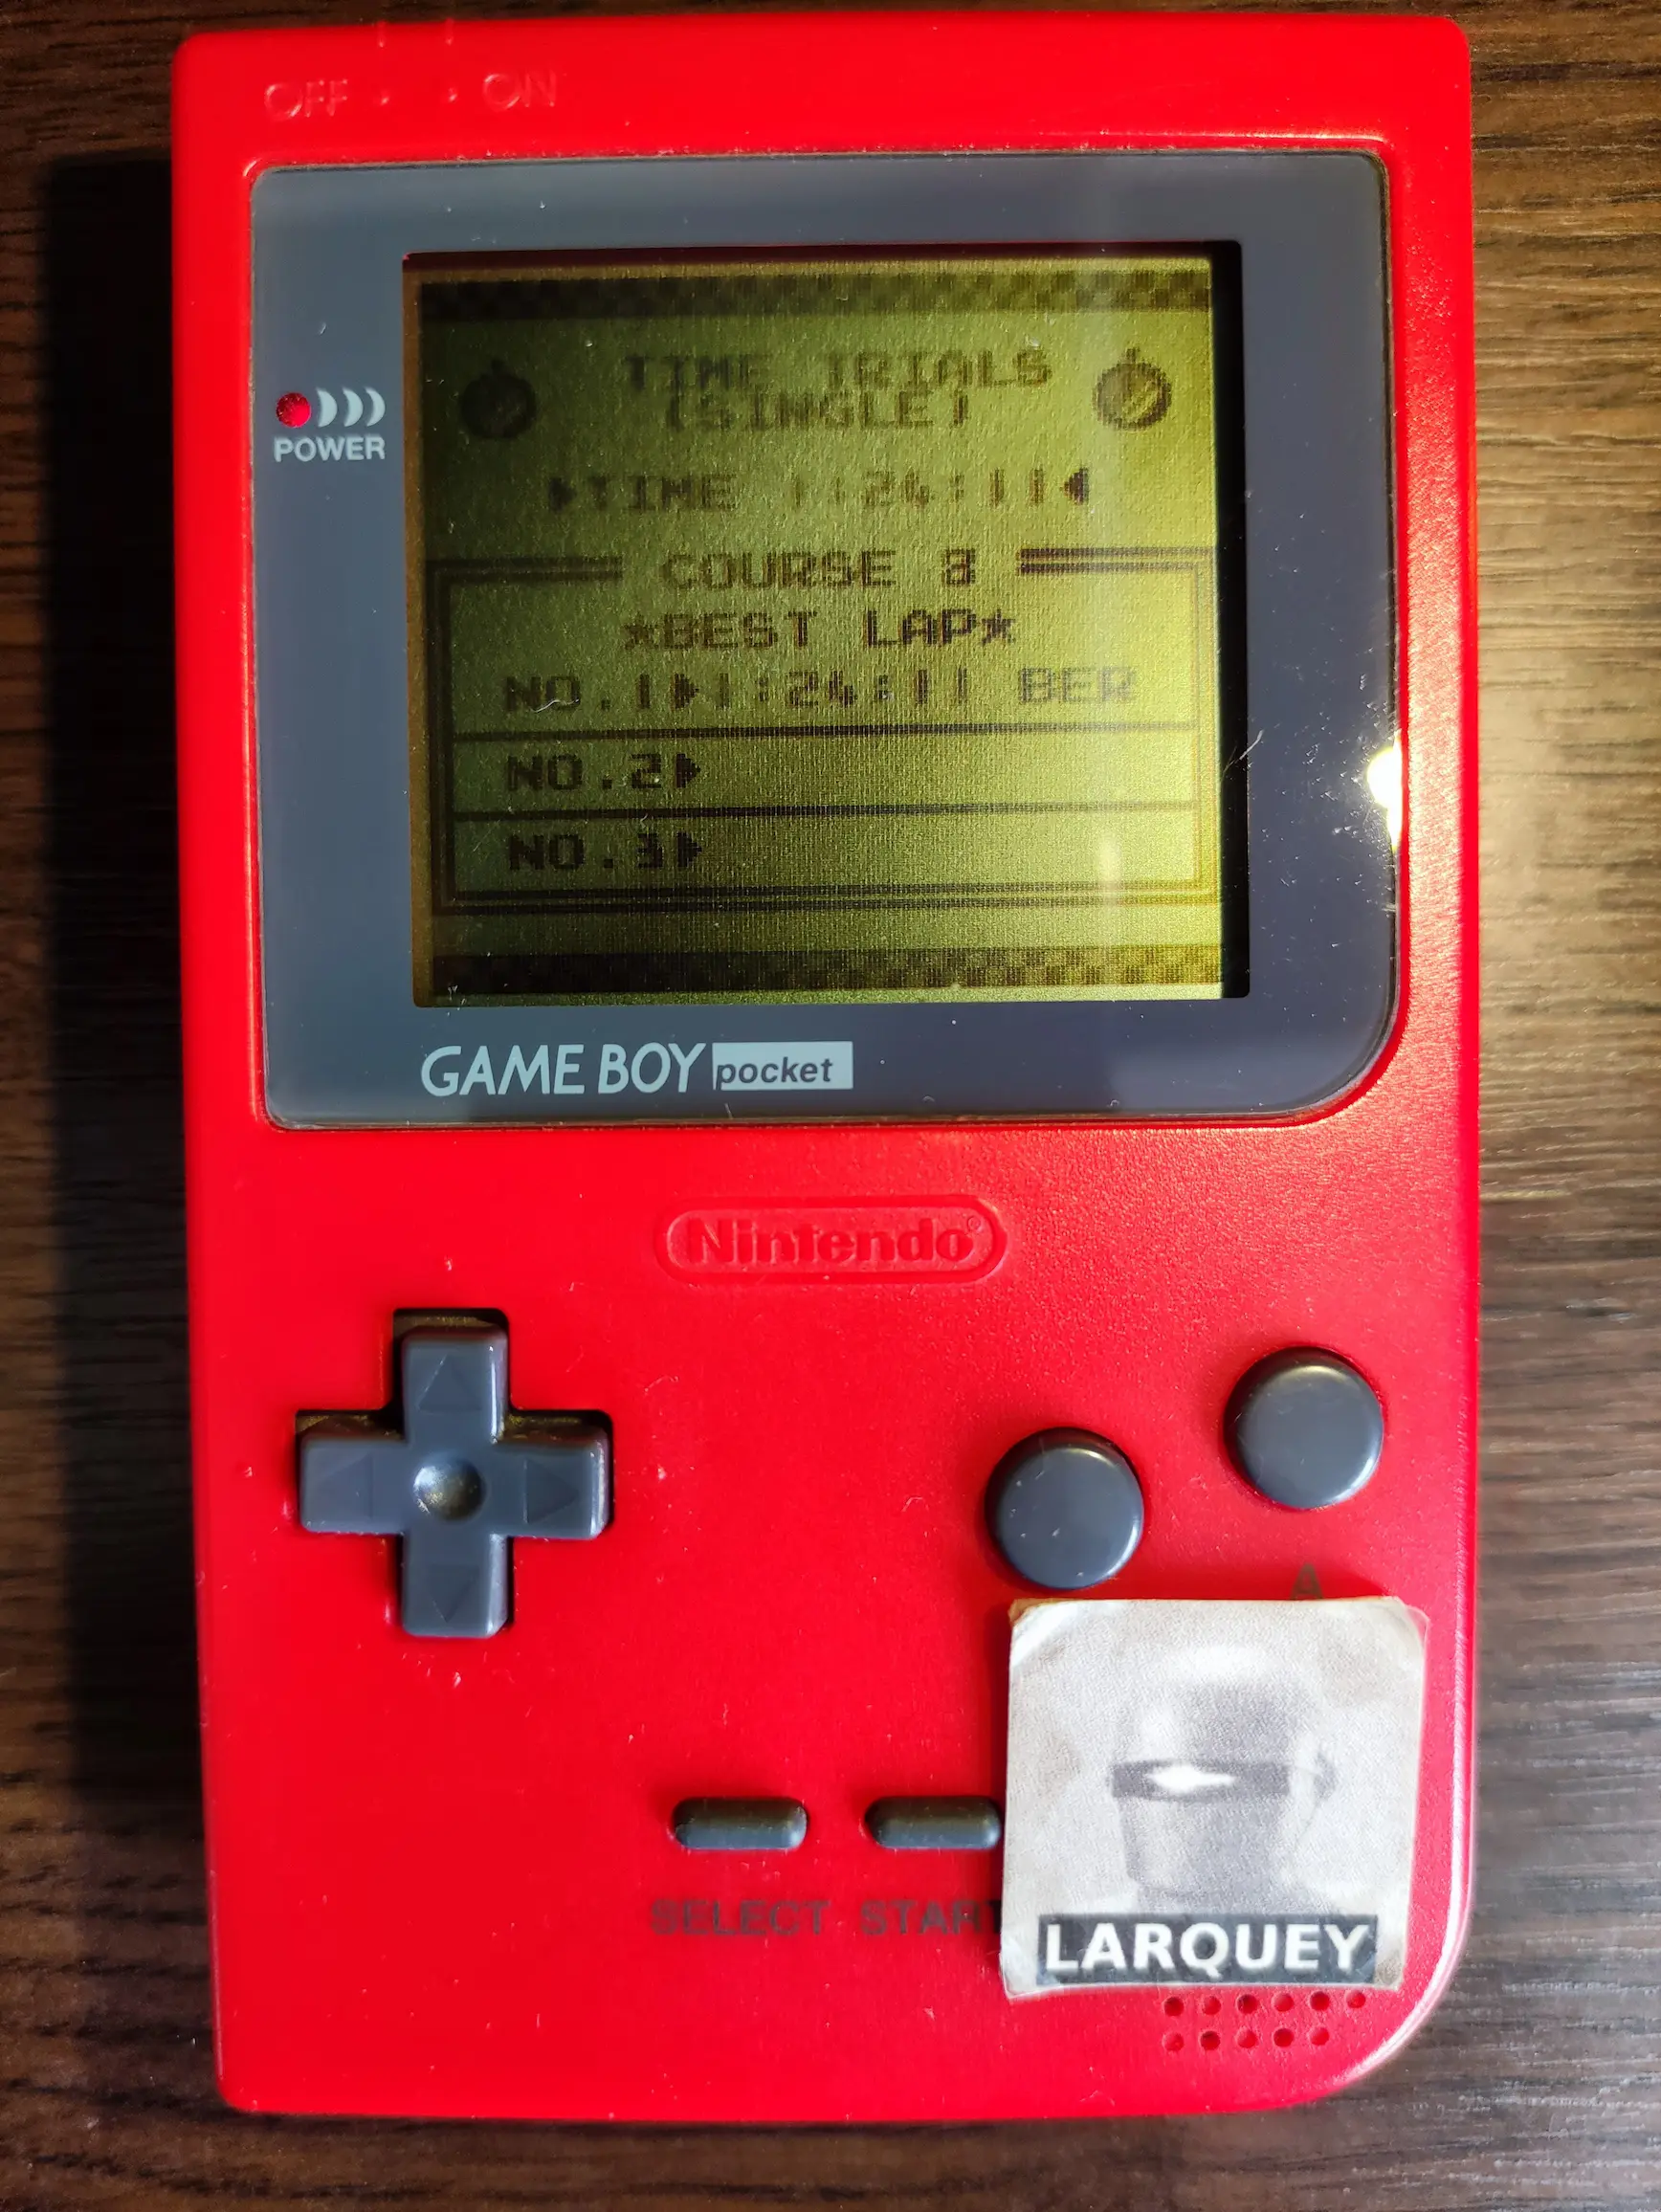 OFF ON
POWER
TIME TRIALS
(SINGLE)
▶TIME 1:24:11◀
COURSE 3
★BEST LAP★
NO.1▶1:24:11 BER
NO.2▶
NO.3▶
GAME BOY pocket
Nintendo®
A
SELECT START
LARQUEY